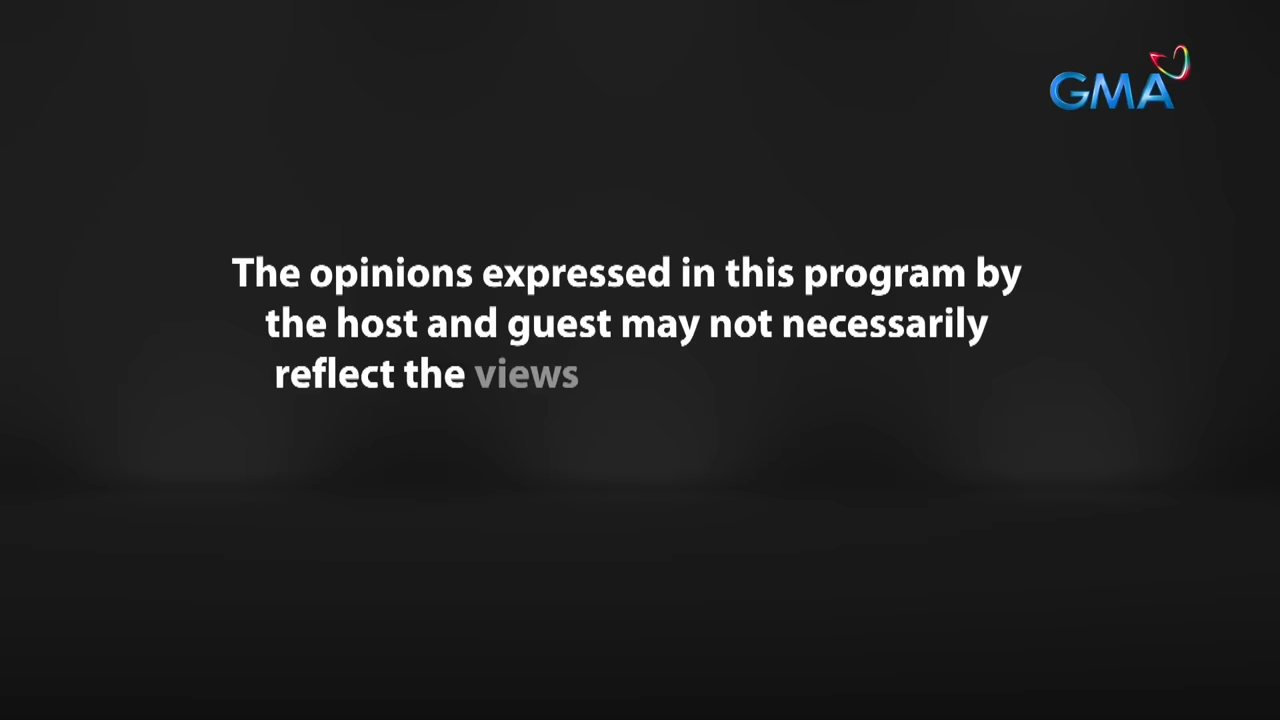 GMA
The opinions expressed in this program by
the host and guest may not necessarily
reflect the views